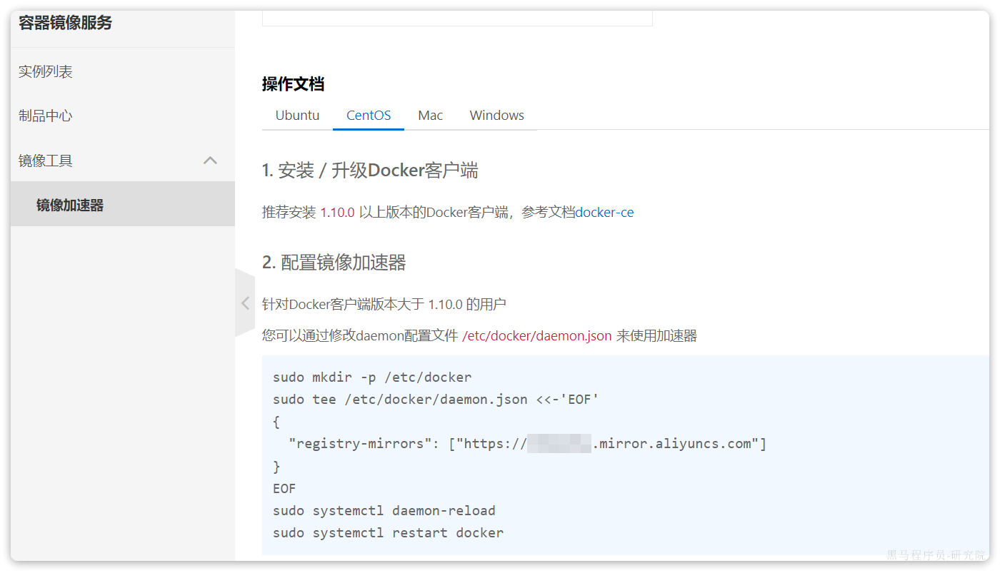 容器镜像服务
实例列表
制品中心
镜像工具
镜像加速器
操作文档
Ubuntu CentOS Mac Windows
1. 安装 / 升级Docker客户端
推荐安装 1.10.0 以上版本的Docker客户端，参考文档docker-ce
2. 配置镜像加速器
针对Docker客户端版本大于 1.10.0 的用户
您可以通过修改daemon配置文件 /etc/docker/daemon.json 来使用加速器
sudo mkdir -p /etc/docker
sudo tee /etc/docker/daemon.json <<-'EOF'
{
"registry-mirrors": ["https://.mirror.aliyuncs.com"]
}
EOF
sudo systemctl daemon-reload
sudo systemctl restart docker
黑马程序员-研究院